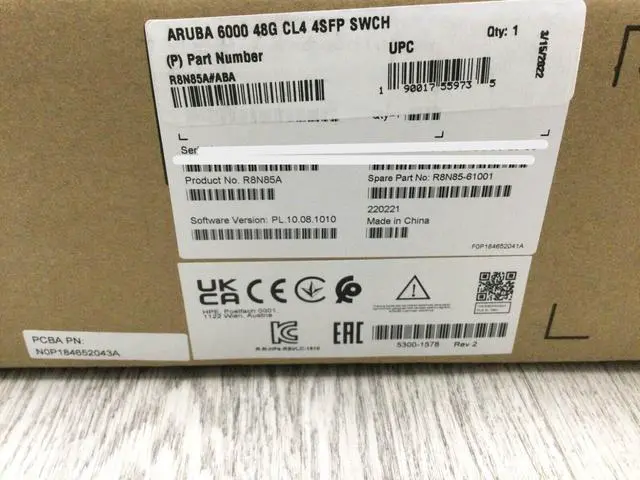 ARUBA 6000 48G CL4 4SFP SWCH
Qty: 1
(P) Part Number
UPC
R8N85A#ABA
3/15/2022
1 90017 55973 5
Product No. R8N85A
Spare Part No: R8N85-61001
220221
Software Version: PL.10.08.1010
Made in China
F0P184652041A
UK
CA
CE
HPE, Postfach 0001,
1122 Wien, Austria
EAC
5300-1578 Rev 2
PCBA PN:
N0P184652043A